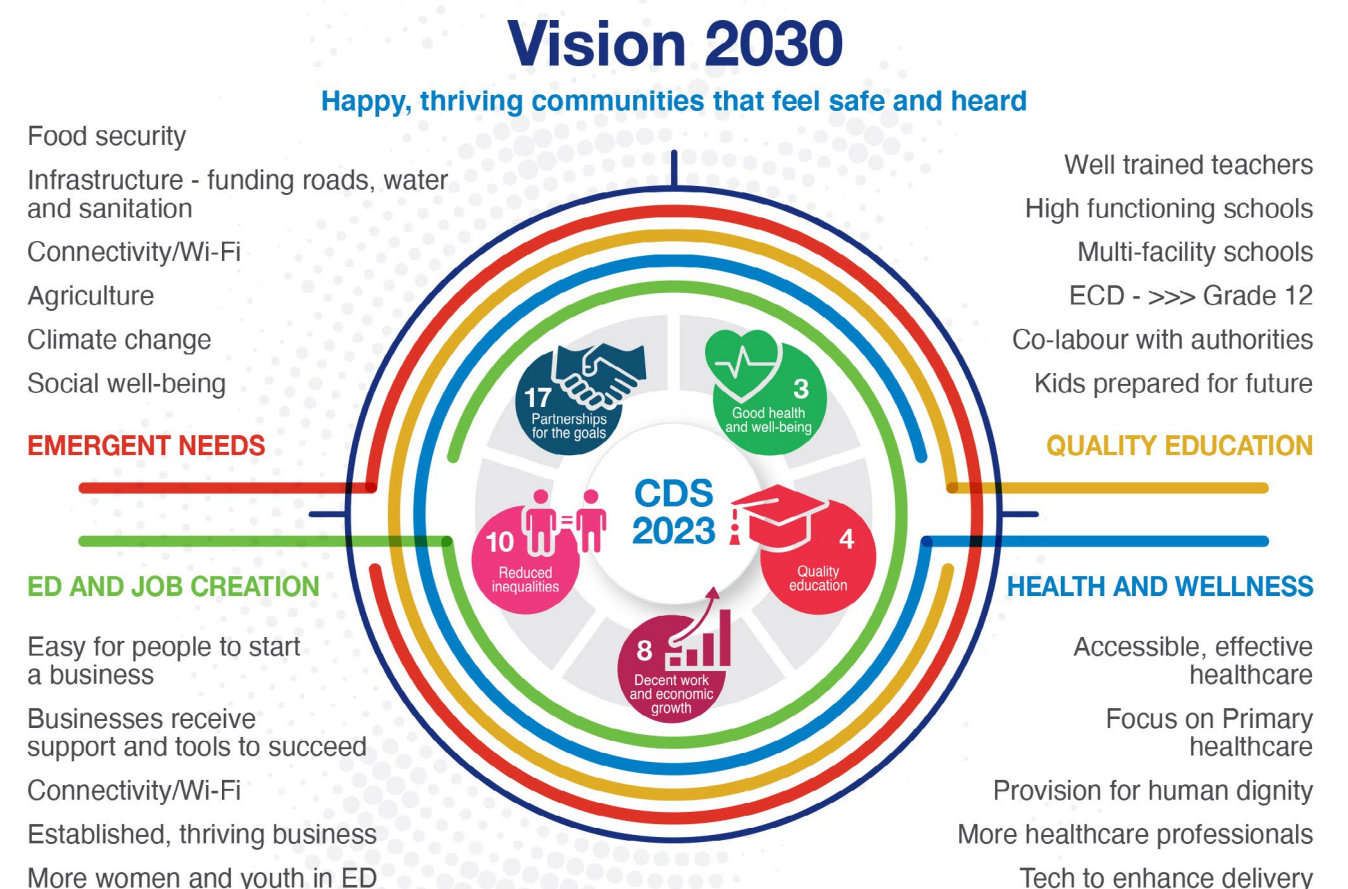 Vision 2030
Happy, thriving communities that feel safe and heard
Food security
Infrastructure - funding roads, water
and sanitation
Connectivity/Wi-Fi
Agriculture
Climate change
Social well-being
EMERGENT NEEDS
Well trained teachers
High functioning schools
Multi-facility schools
ECD - >>> Grade 12
Co-labour with authorities
Kids prepared for future
QUALITY EDUCATION
17
Partnerships
for the goals
3
Good health
and well-being
CDS
2023
10
Reduced
inequalities
4
Quality
education
8
Decent work
and economic
growth
ED AND JOB CREATION
Easy for people to start
a business
Businesses receive
support and tools to succeed
Connectivity/Wi-Fi
Established, thriving business
More women and youth in ED
HEALTH AND WELLNESS
Accessible, effective
healthcare
Focus on Primary
healthcare
Provision for human dignity
More healthcare professionals
Tech to enhance delivery